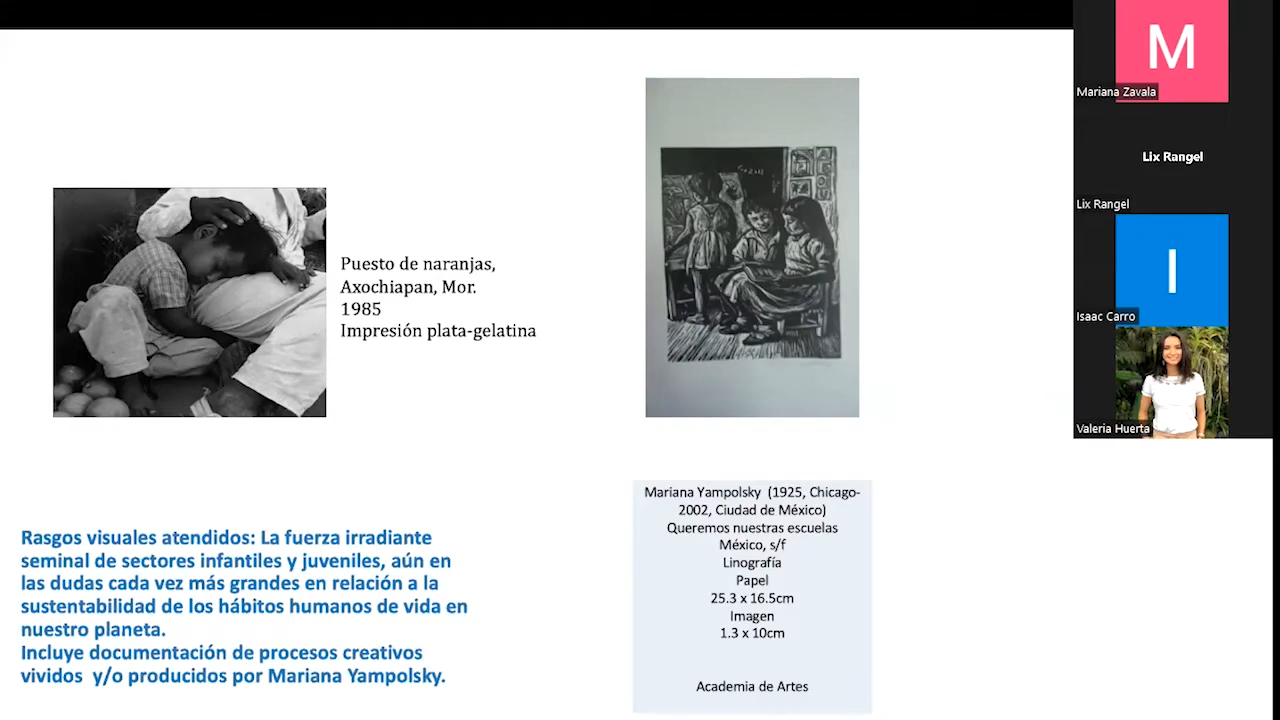 Puesto de naranjas,
Axochiapan, Mor.
1985
Impresión plata-gelatina
Rasgos visuales atendidos: La fuerza irradiante
seminal de sectores infantiles y juveniles, aún en
las dudas cada vez más grandes en relación a la
sustentabilidad de los hábitos humanos de vida en
nuestro planeta.
Incluye documentación de procesos creativos
vividos y/o producidos por Mariana Yampolsky.
Mariana Yampolsky (1925, Chicago-
2002, Ciudad de México)
Queremos nuestras escuelas
México, s/f
Linografía
Papel
25.3 x 16.5cm
Imagen
1.3 x 10cm
Academia de Artes
M
Mariana Zavala
Lix Rangel
Lix Rangel
I
Isaac Carro
Valeria Huerta